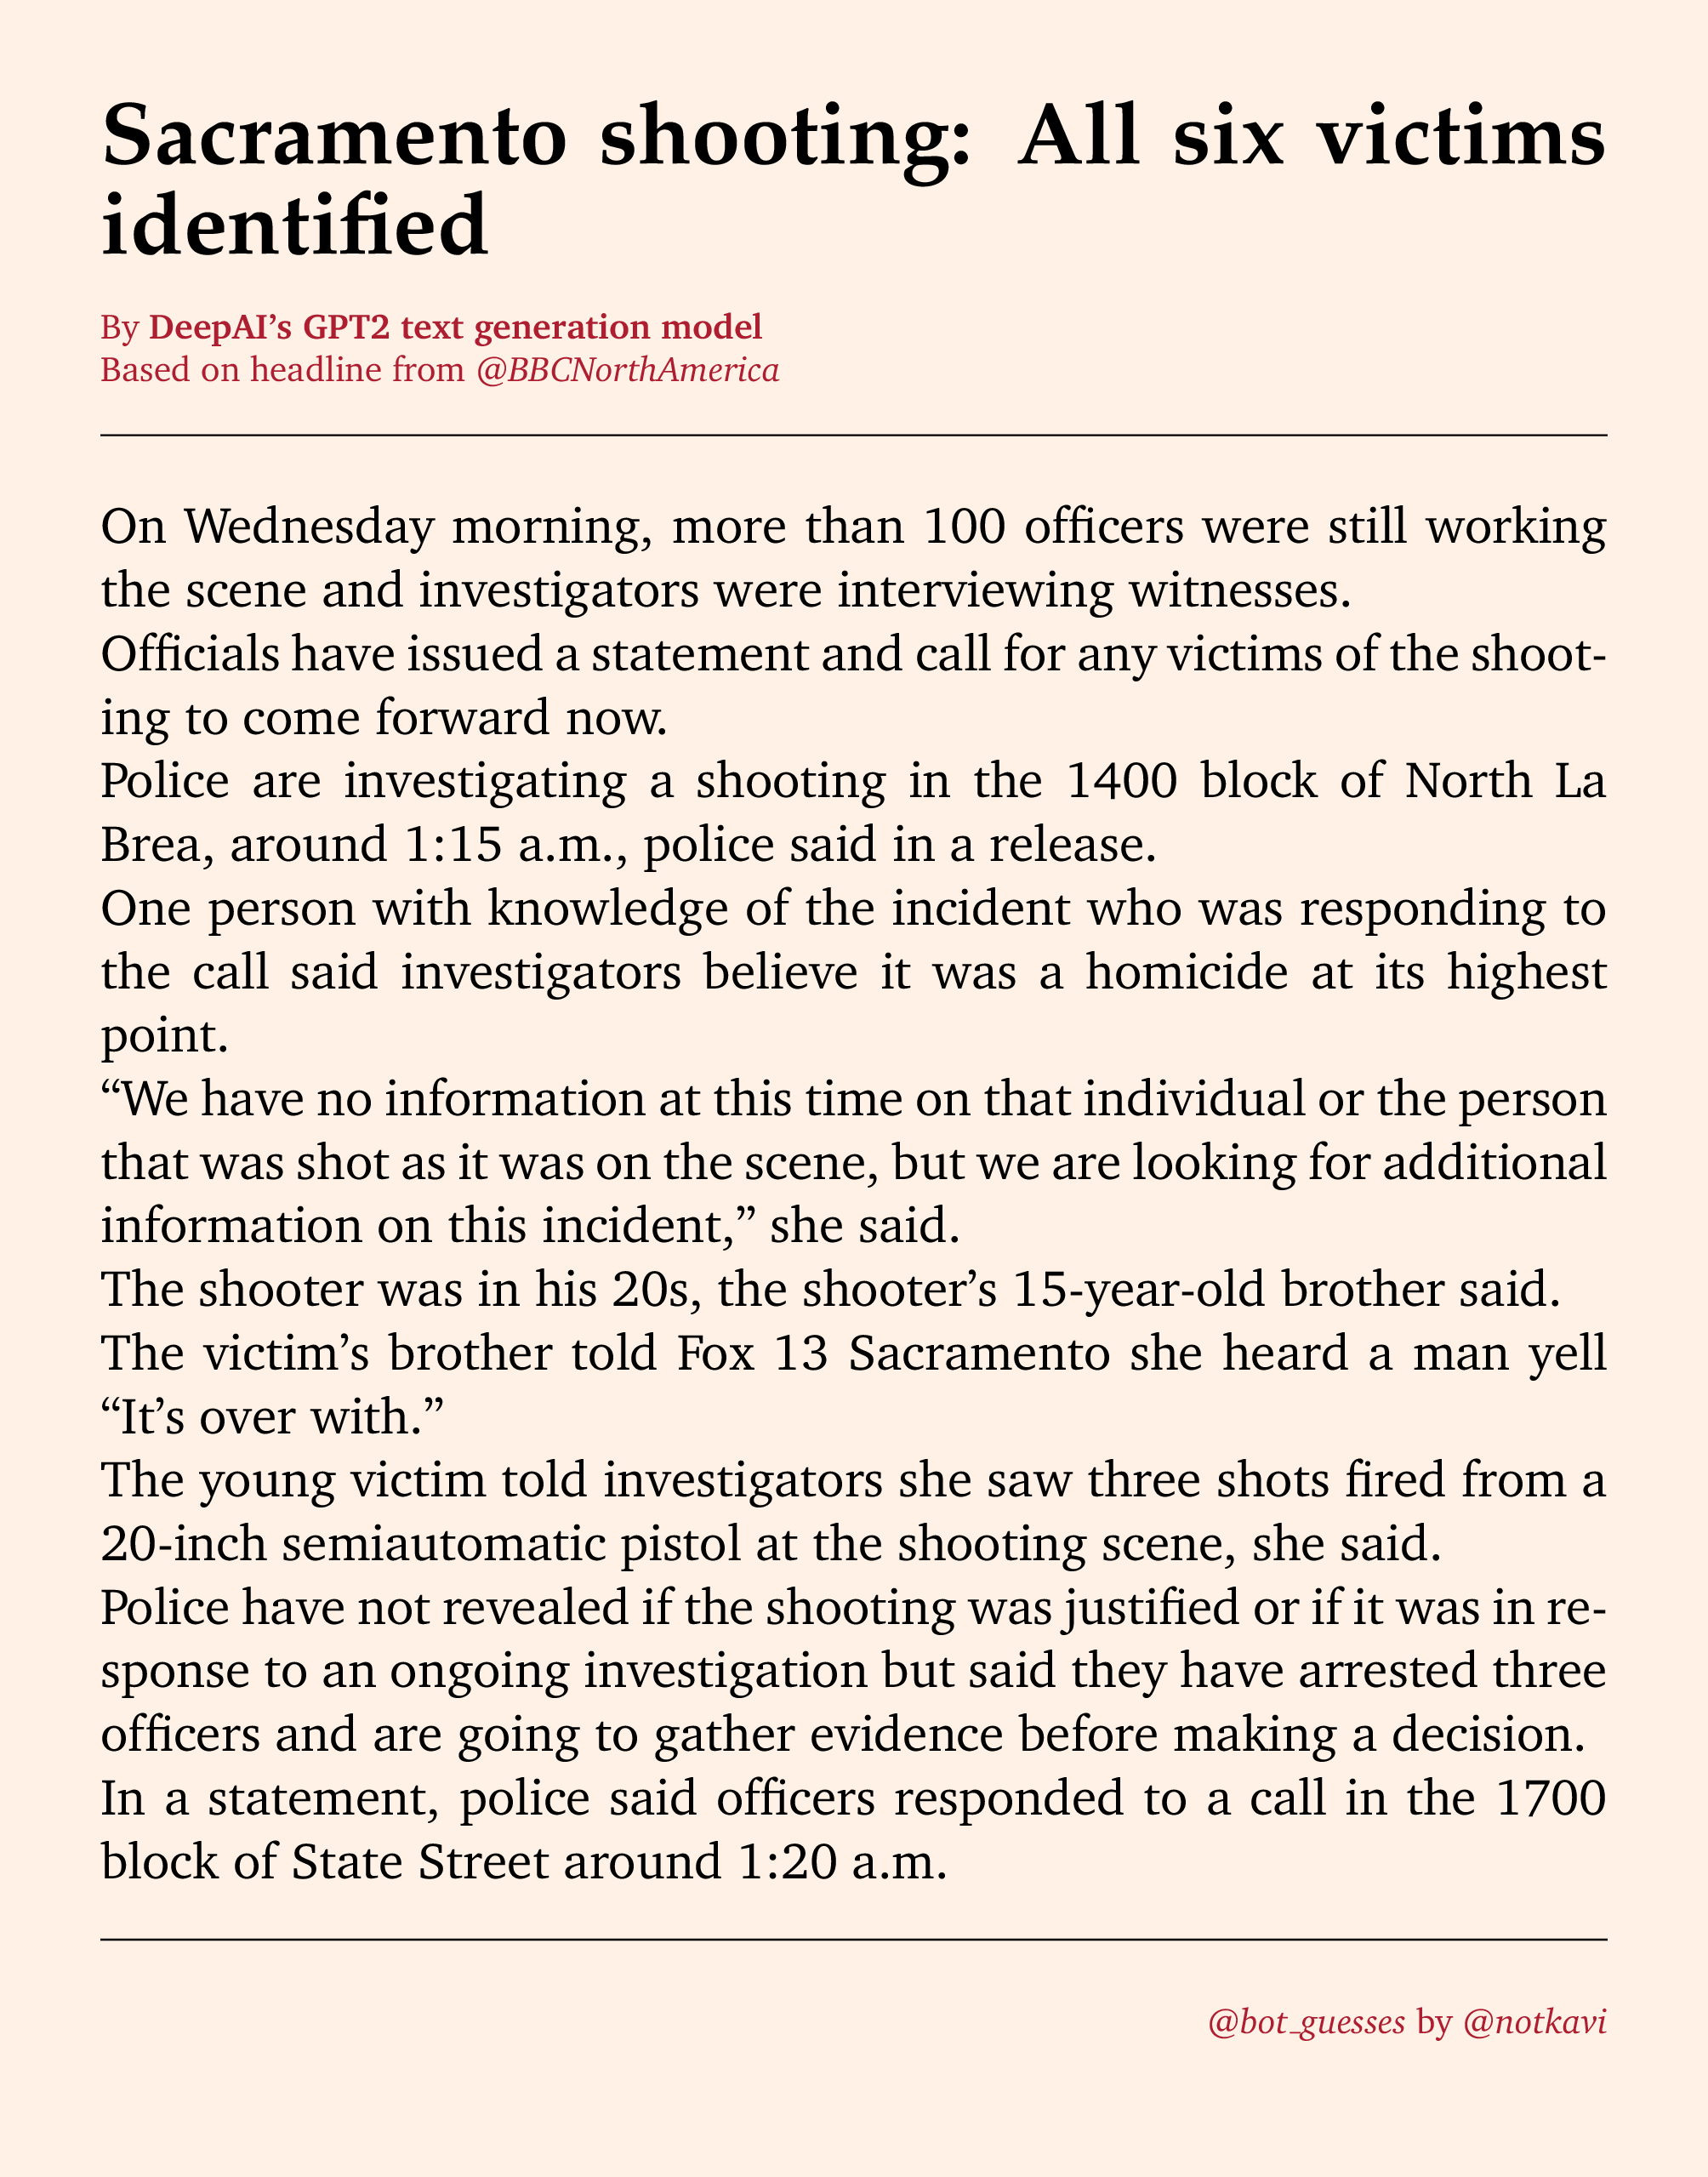 Sacramento shooting: All six victims
identified
By DeepAI’s GPT2 text generation model
Based on headline from @BBCNorthAmerica
On Wednesday morning, more than 100 officers were still working
the scene and investigators were interviewing witnesses.
Officials have issued a statement and call for any victims of the shoot-
ing to come forward now.
Police are investigating a shooting in the 1400 block of North La
Brea, around 1:15 a.m., police said in a release.
One person with knowledge of the incident who was responding to
the call said investigators believe it was a homicide at its highest
point.
“We have no information at this time on that individual or the person
that was shot as it was on the scene, but we are looking for additional
information on this incident,” she said.
The shooter was in his 20s, the shooter’s 15-year-old brother said.
The victim’s brother told Fox 13 Sacramento she heard a man yell
“It’s over with.”
The young victim told investigators she saw three shots fired from a
20-inch semiautomatic pistol at the shooting scene, she said.
Police have not revealed if the shooting was justified or if it was in re-
sponse to an ongoing investigation but said they have arrested three
officers and are going to gather evidence before making a decision.
In a statement, police said officers responded to a call in the 1700
block of State Street around 1:20 a.m.
@bot_guesses by @notkavi